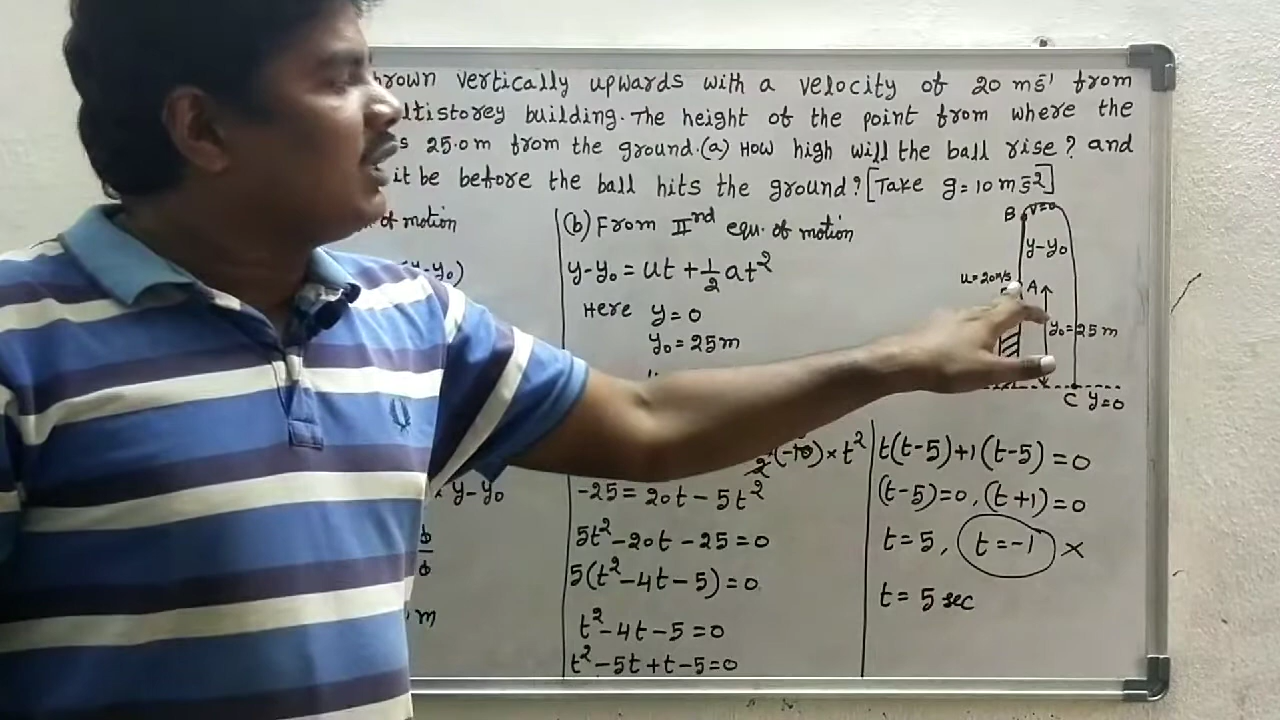 hrown vertically upwards with a velocity of 20 ms⁻¹ from
ltistorey building. The height of the point from where the
s 25.0m from the ground. (a) How high will the ball rise? and
it be before the ball hits the ground? [Take g=10 ms⁻²]
of motion
y-y₀
m
(b) From IIⁿᵈ equ. of motion
y-y₀ = ut + 1/2 at²
Here y=0
y₀ = 25m
(-10) × t²
-25 = 20t - 5t²
5t² - 20t - 25 = 0
5(t² - 4t - 5) = 0
t² - 4t - 5 = 0
t² - 5t + t - 5 = 0
B v=0
y-y₀
u=20m/s A
y₀=25m
C y=0
t(t-5)+1(t-5) = 0
(t-5)=0, (t+1)=0
t=5, t=-1 ×
t = 5 sec